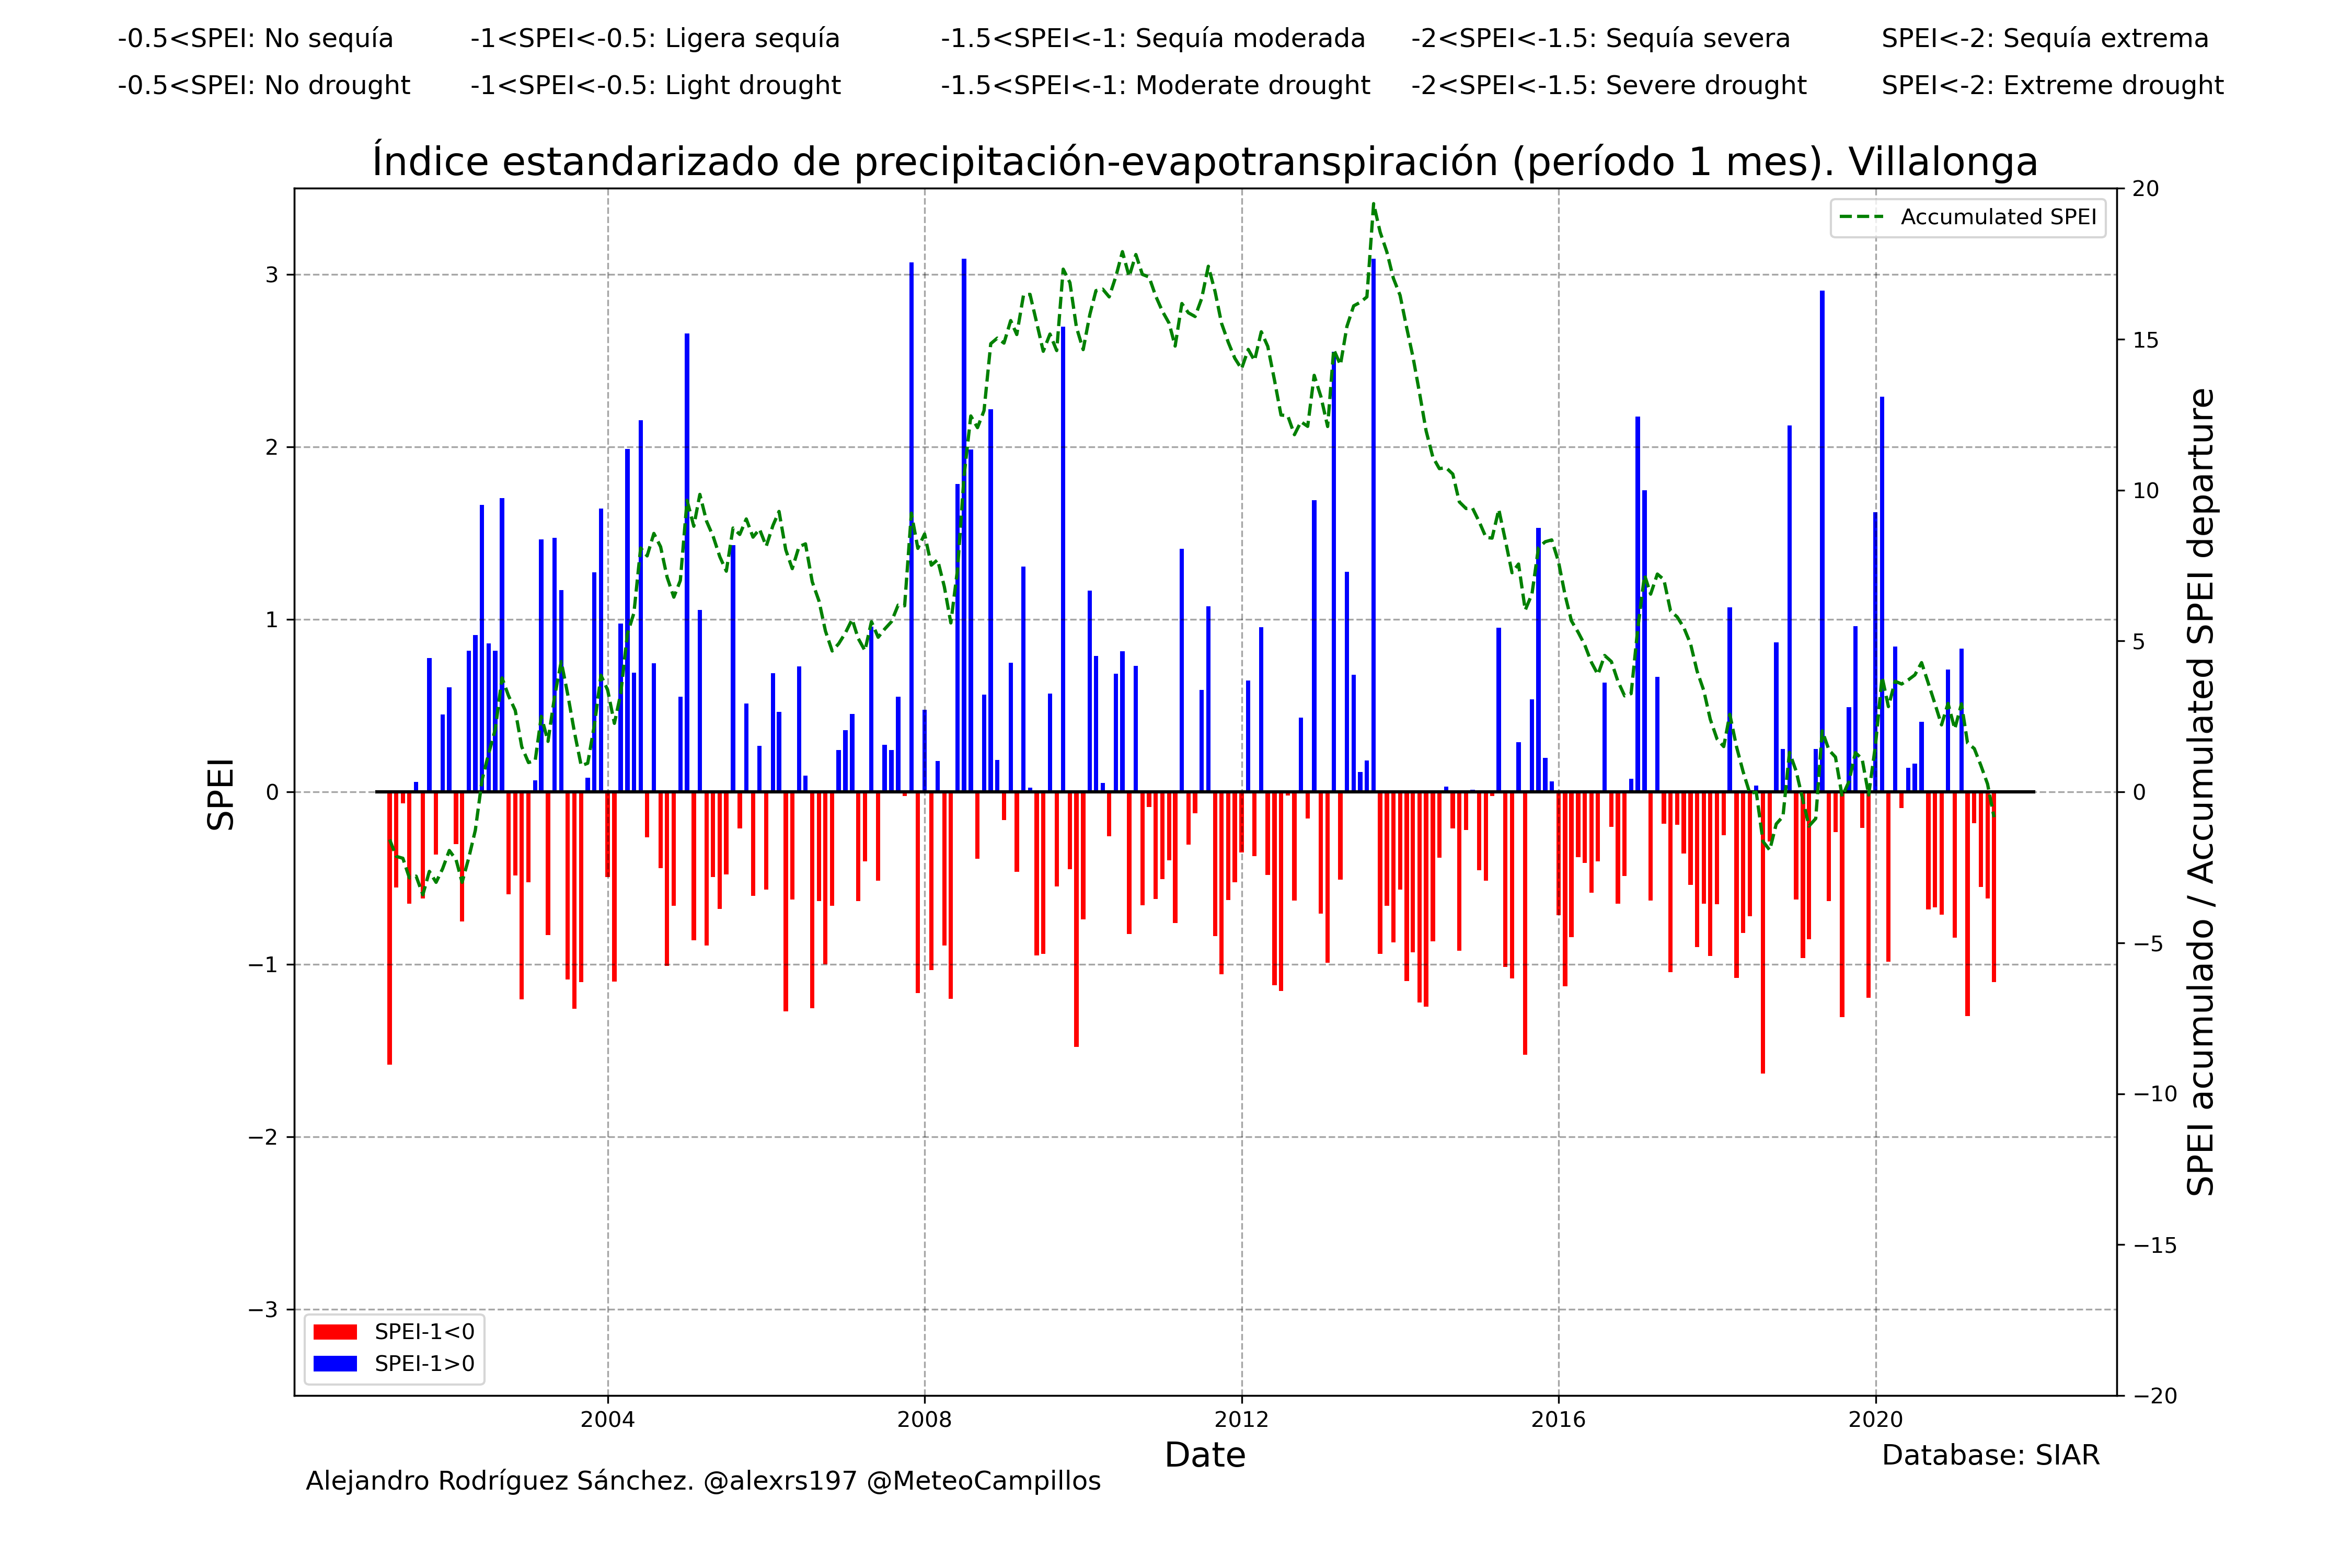 -0.5<SPEI: No sequía -1<SPEI<-0.5: Ligera sequía -1.5<SPEI<-1: Sequía moderada -2<SPEI<-1.5: Sequía severa SPEI<-2: Sequía extrema
-0.5<SPEI: No drought -1<SPEI<-0.5: Light drought -1.5<SPEI<-1: Moderate drought -2<SPEI<-1.5: Severe drought SPEI<-2: Extreme drought
Índice estandarizado de precipitación-evapotranspiración (período 1 mes). Villalonga
Accumulated SPEI
SPEI
3
2
1
0
−1
−2
−3
20
15
10
5
0
−5
−10
−15
−20
SPEI acumulado / Accumulated SPEI departure
SPEI-1<0
SPEI-1>0
2004 2008 2012 2016 2020
Date
Database: SIAR
Alejandro Rodríguez Sánchez. @alexrs197 @MeteoCampillos